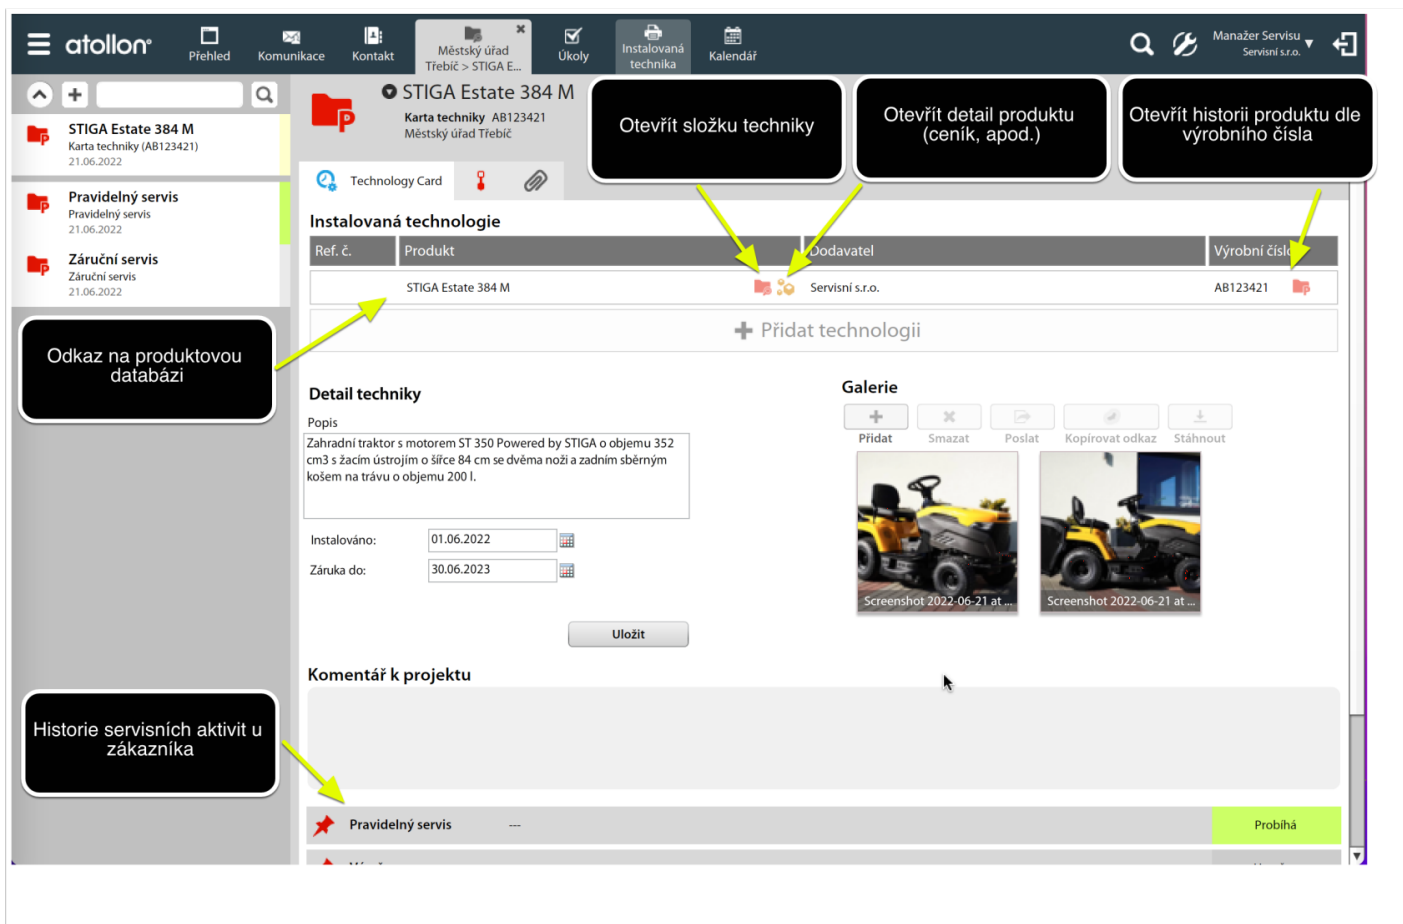 atollon
Přehled
Komunikace
Kontakt
Městský úřad
Třebíč > STIGA E...
Úkoly
Instalovaná
technika
Kalendář
Manažer Servisu
Servisní s.r.o.
STIGA Estate 384 M
Karta techniky (AB123421)
21.06.2022
Pravidelný servis
Pravidelný servis
21.06.2022
Záruční servis
Záruční servis
21.06.2022
STIGA Estate 384 M
Karta techniky AB123421
Městský úřad Třebíč
Otevřít složku techniky
Otevřít detail produktu
(ceník, apod.)
Otevřít historii produktu dle
výrobního čísla
Technology Card
Instalovaná technologie
Ref. č. Produkt Dodavatel Výrobní číslo
STIGA Estate 384 M Servisní s.r.o. AB123421
Přidat technologii
Odkaz na produktovou
databázi
Detail techniky
Popis
Zahradní traktor s motorem ST 350 Powered by STIGA o objemu 352
cm3 s žacím ústrojím o šířce 84 cm se dvěma noži a zadním sběrným
košem na trávu o objemu 200 l.
Instalováno: 01.06.2022
Záruka do: 30.06.2023
Uložit
Galerie
Přidat Smazat Poslat Kopírovat odkaz Stáhnout
Screenshot 2022-06-21 at ...
Screenshot 2022-06-21 at ...
Komentář k projektu
Historie servisních aktivit u
zákazníka
Pravidelný servis --- Probíhá